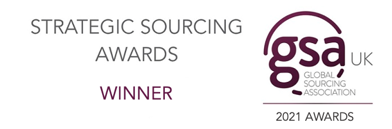 STRATEGIC SOURCING
AWARDS
WINNER
gsa UK
GLOBAL
SOURCING
ASSOCIATION
2021 AWARDS